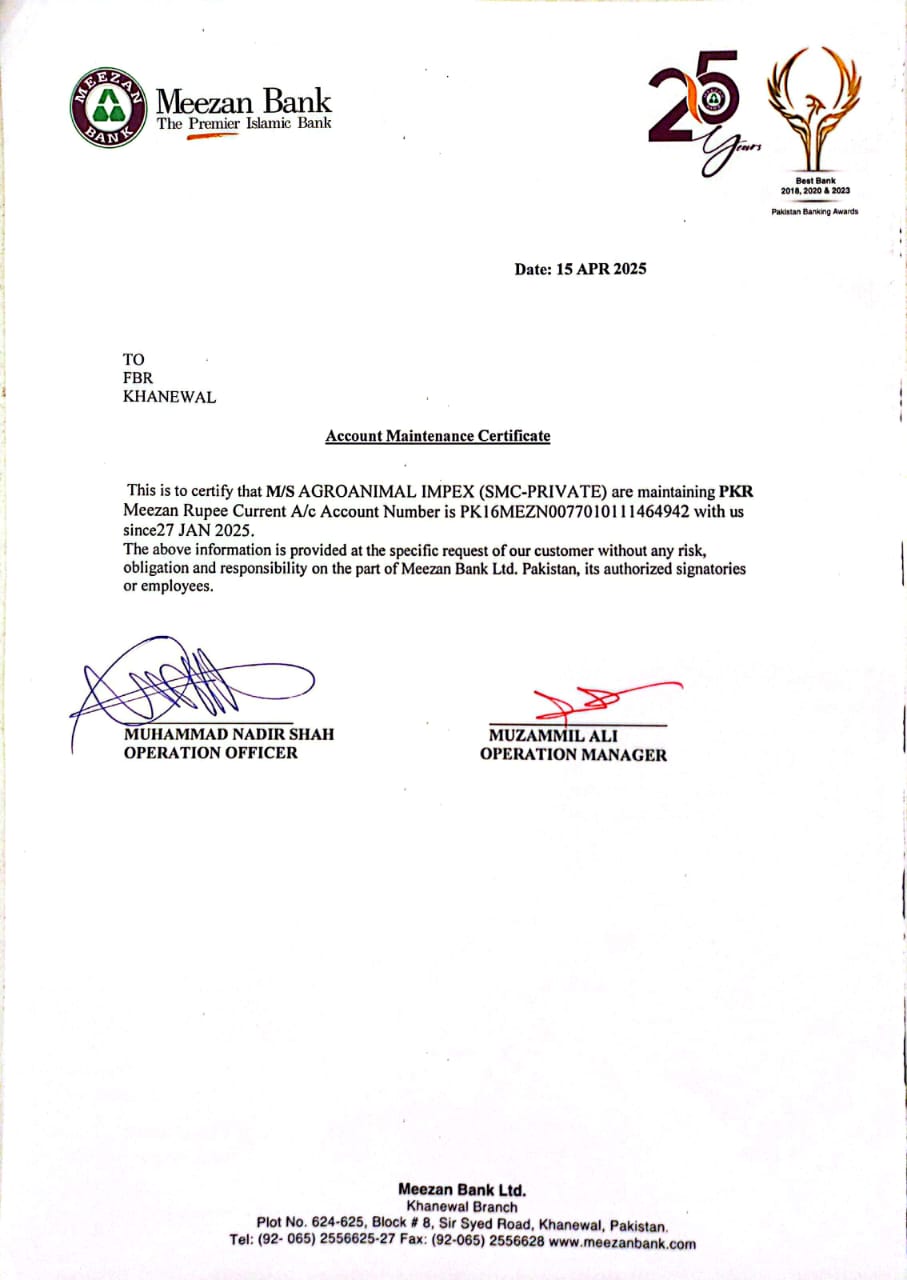 MEEZAN BANK
Meezan Bank
The Premier Islamic Bank
25 Years
Best Bank
2018, 2020 & 2023
Pakistan Banking Awards
Date: 15 APR 2025
TO
FBR
KHANEWAL
Account Maintenance Certificate
This is to certify that M/S AGROANIMAL IMPEX (SMC-PRIVATE) are maintaining PKR
Meezan Rupee Current A/c Account Number is PK16MEZN0077010111464942 with us
since27 JAN 2025.
The above information is provided at the specific request of our customer without any risk,
obligation and responsibility on the part of Meezan Bank Ltd. Pakistan, its authorized signatories
or employees.
MUHAMMAD NADIR SHAH
OPERATION OFFICER
MUZAMMIL ALI
OPERATION MANAGER
Meezan Bank Ltd.
Khanewal Branch
Plot No. 624-625, Block # 8, Sir Syed Road, Khanewal, Pakistan.
Tel: (92- 065) 2556625-27 Fax: (92-065) 2556628 www.meezanbank.com